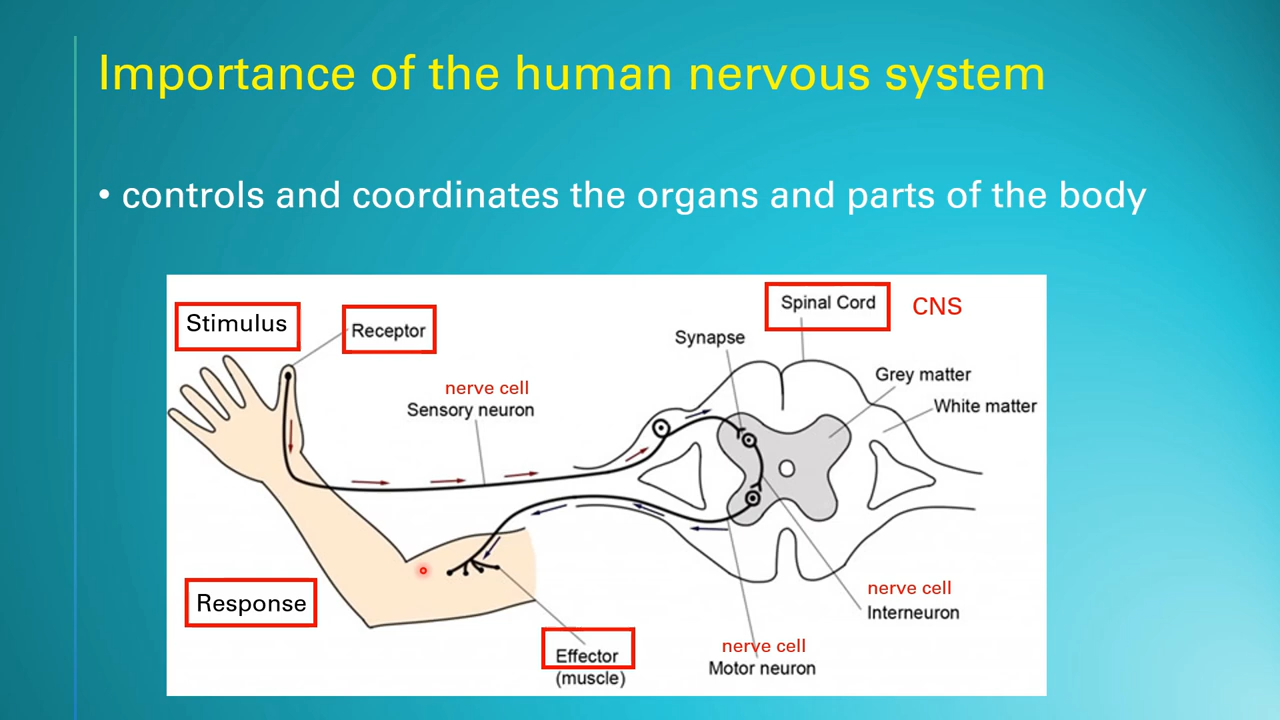 Importance of the human nervous system
• controls and coordinates the organs and parts of the body
Stimulus
Receptor
Spinal Cord
CNS
Synapse
Grey matter
White matter
nerve cell
Sensory neuron
Response
nerve cell
Interneuron
nerve cell
Motor neuron
Effector
(muscle)